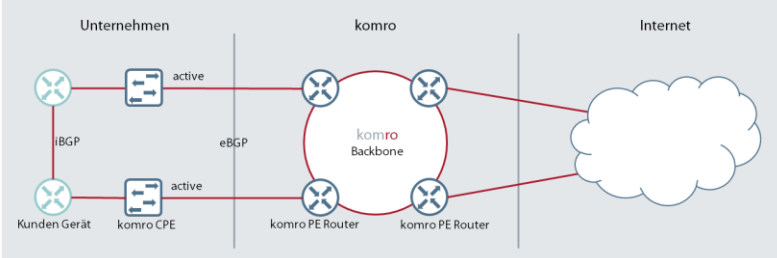 Unternehmen
komro
Internet
active
iBGP
eBGP
komro
Backbone
active
Kunden Gerät
komro CPE
komro PE Router
komro PE Router